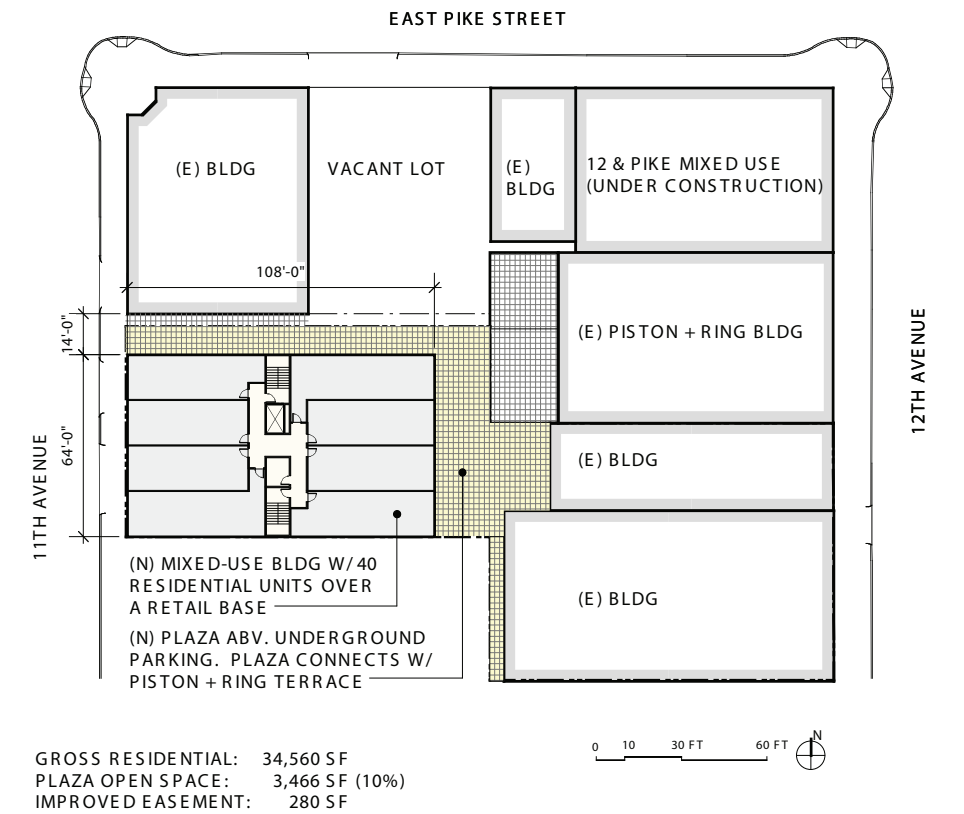 EAST PIKE STREET
(E) BLDG
VACANT LOT
(E)
BLDG
12 & PIKE MIXED USE
(UNDER CONSTRUCTION)
108'-0"
14'-0"
(E) PISTON + RING BLDG
12TH AVENUE
64'-0"
11TH AVENUE
(E) BLDG
(E) BLDG
(N) MIXED-USE BLDG W/ 40
RESIDENTIAL UNITS OVER
A RETAIL BASE
(N) PLAZA ABV. UNDERGROUND
PARKING. PLAZA CONNECTS W/
PISTON + RING TERRACE
GROSS RESIDENTIAL: 34,560 SF
PLAZA OPEN SPACE: 3,466 SF (10%)
IMPROVED EASEMENT: 280 SF
0 10 30 FT 60 FT
N